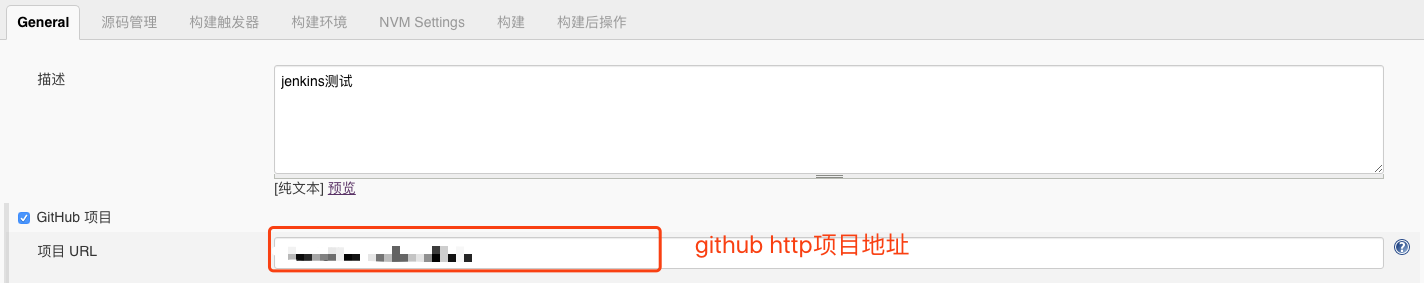 General 源码管理 构建触发器 构建环境 NVM Settings 构建 构建后操作
描述
jenkins测试
[纯文本] 预览
GitHub 项目
项目 URL
github http项目地址
?